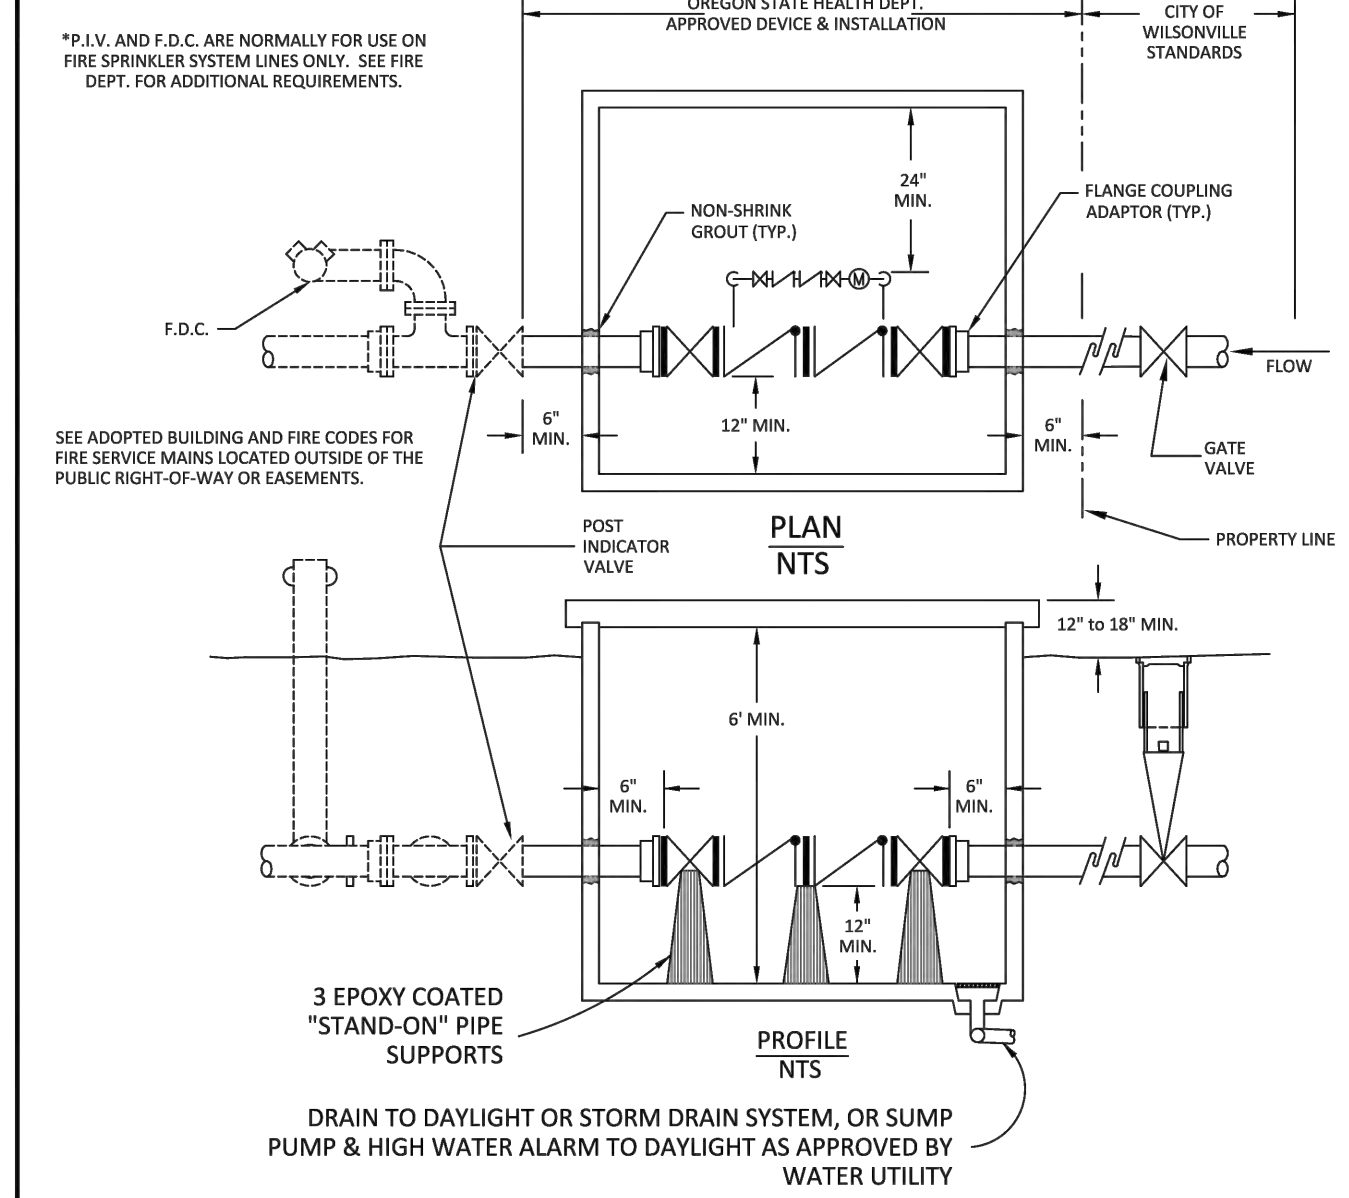 OREGON STATE HEALTH DEPT.
APPROVED DEVICE & INSTALLATION
CITY OF
WILSONVILLE
STANDARDS
*P.I.V. AND F.D.C. ARE NORMALLY FOR USE ON
FIRE SPRINKLER SYSTEM LINES ONLY.  SEE FIRE
DEPT. FOR ADDITIONAL REQUIREMENTS.
24"
MIN.
FLANGE COUPLING
ADAPTOR (TYP.)
NON-SHRINK
GROUT (TYP.)
M
F.D.C.
FLOW
6"
MIN.
12" MIN.
6"
MIN.
GATE
VALVE
SEE ADOPTED BUILDING AND FIRE CODES FOR
FIRE SERVICE MAINS LOCATED OUTSIDE OF THE
PUBLIC RIGHT-OF-WAY OR EASEMENTS.
POST
INDICATOR
VALVE
PLAN
NTS
PROPERTY LINE
12" to 18" MIN.
6' MIN.
6"
MIN.
6"
MIN.
12"
MIN.
3 EPOXY COATED
"STAND-ON" PIPE
SUPPORTS
PROFILE
NTS
DRAIN TO DAYLIGHT OR STORM DRAIN SYSTEM, OR SUMP
PUMP & HIGH WATER ALARM TO DAYLIGHT AS APPROVED BY
WATER UTILITY